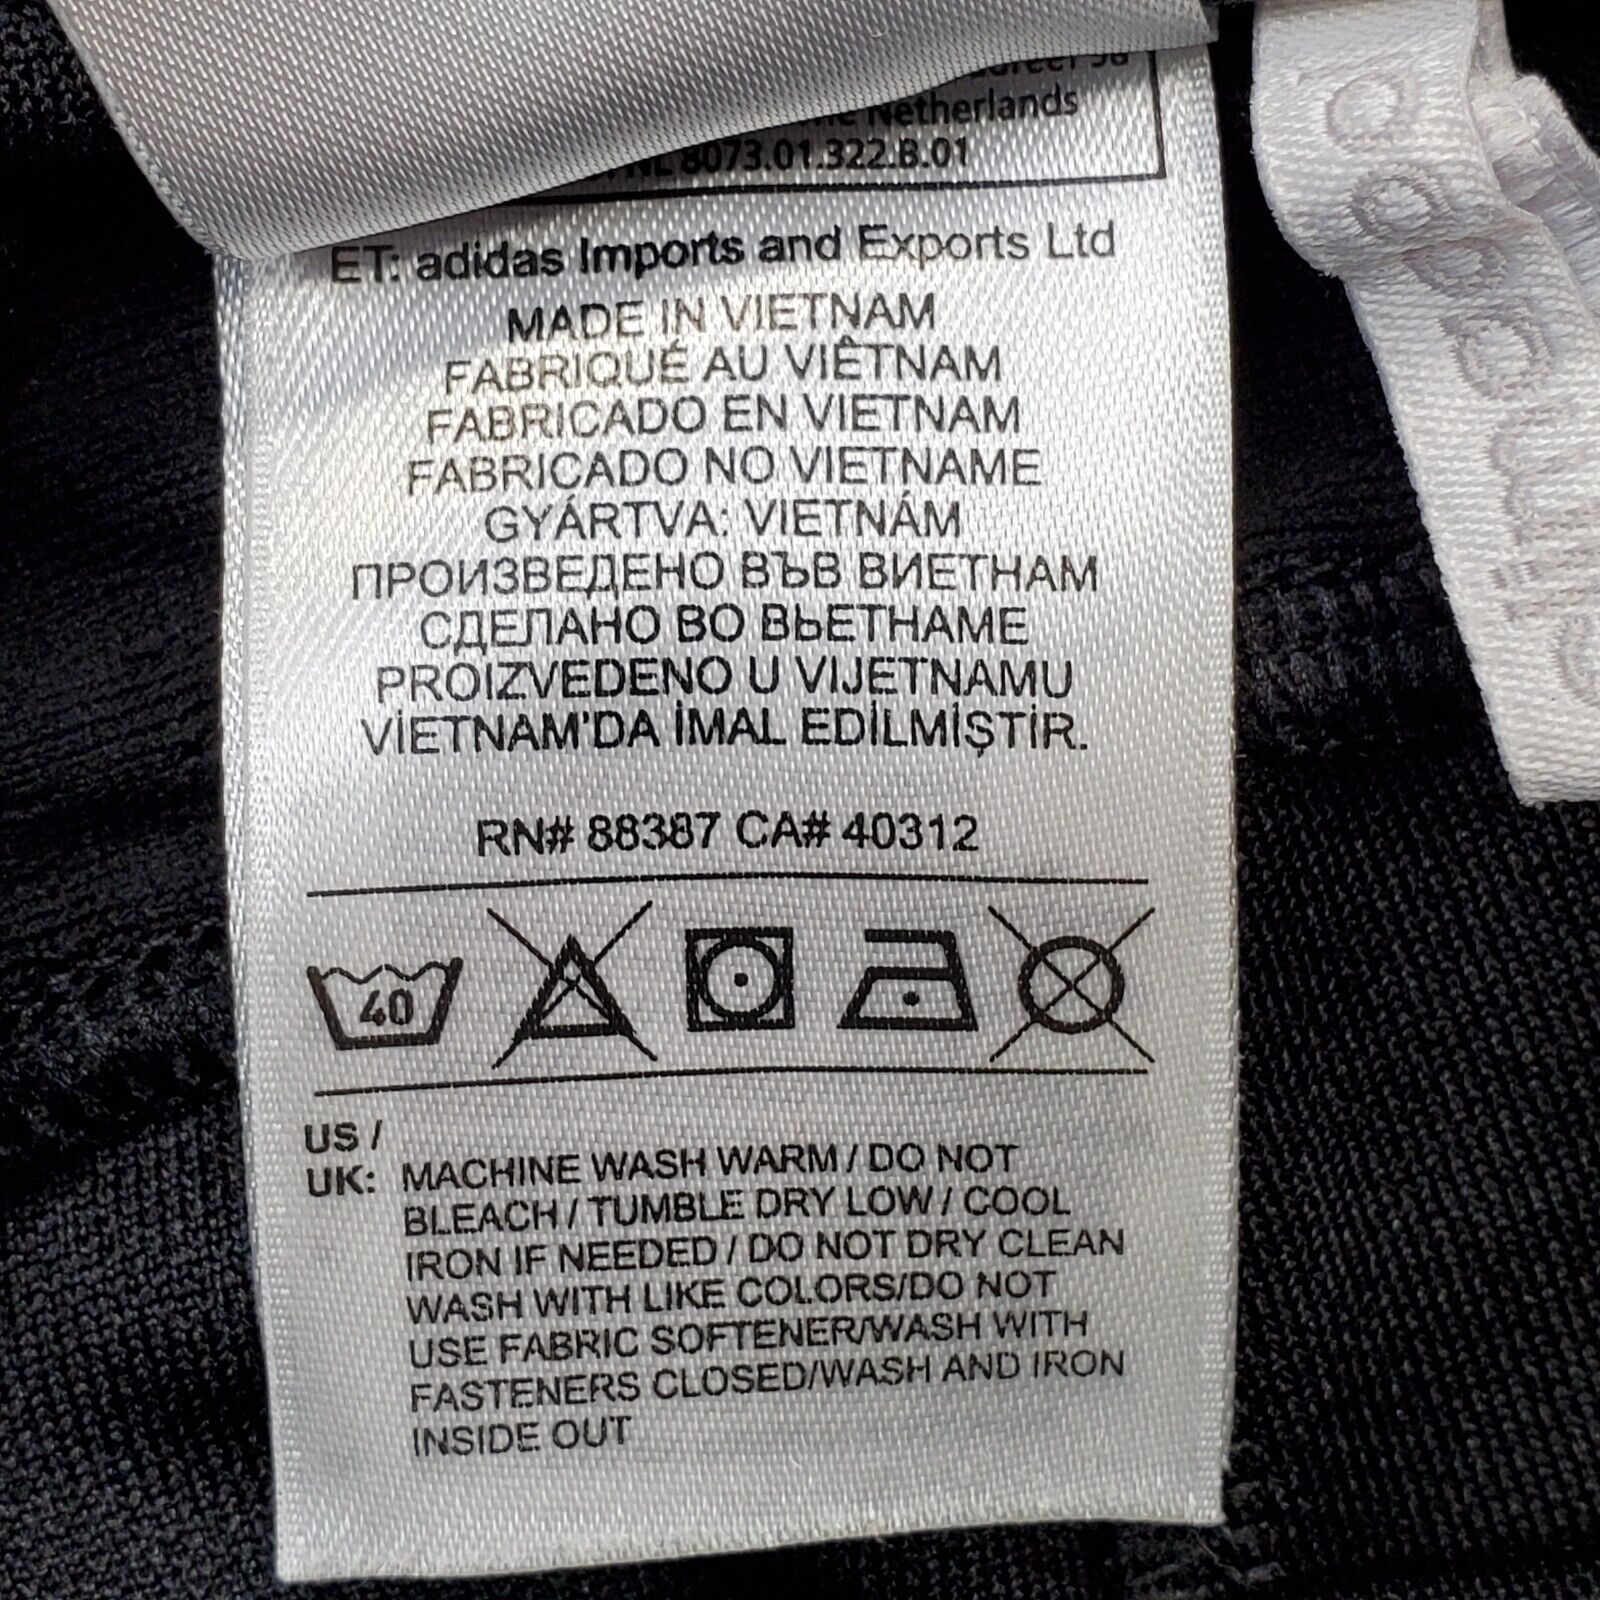 Netherlands
NL 8073.01.322.B.01
ET: adidas Imports and Exports Ltd
MADE IN VIETNAM
FABRIQUÉ AU VIÊTNAM
FABRICADO EN VIETNAM
FABRICADO NO VIETNAME
GYÁRTVA: VIETNÁM
ПРОИЗВЕДЕНО ВЪВ ВИЕТНАМ
СДЕЛАНО ВО ВЬЕТНАМЕ
PROIZVEDENO U VIJETNAMU
VİETNAM'DA İMAL EDİLMİŞTİR.
RN# 88387 CA# 40312
40
US /
UK: MACHINE WASH WARM / DO NOT
BLEACH / TUMBLE DRY LOW / COOL
IRON IF NEEDED / DO NOT DRY CLEAN
WASH WITH LIKE COLORS/DO NOT
USE FABRIC SOFTENER/WASH WITH
FASTENERS CLOSED/WASH AND IRON
INSIDE OUT